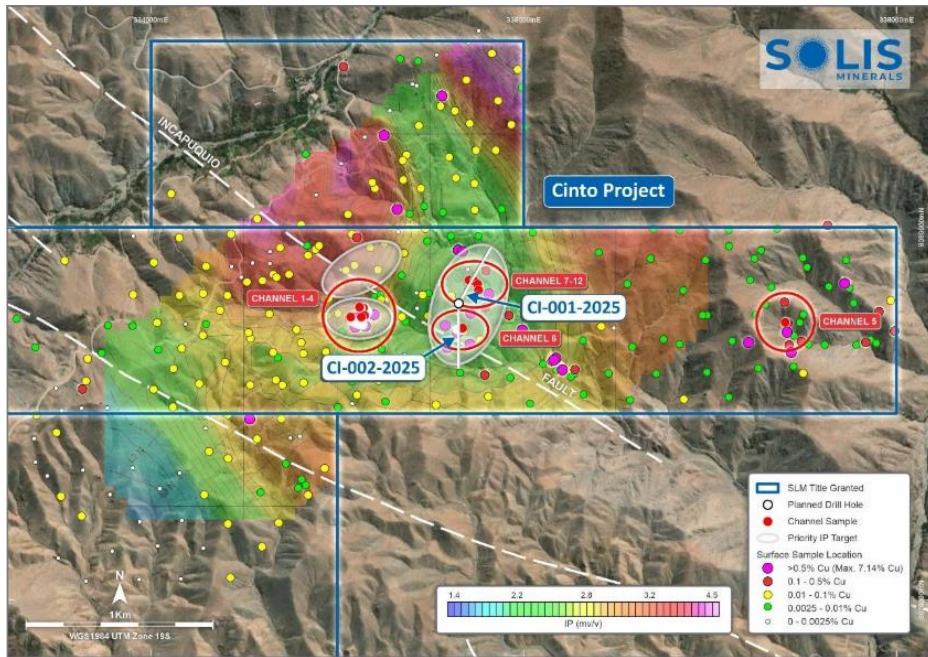 334000mE
336000mE
338000mE
SOLIS
MINERALS
INCAPUQUIO
Cinto Project
CHANNEL 7-12
CHANNEL 1-4
CI-001-2025
CHANNEL 5
CHANNEL 6
CI-002-2025
FAULT
SLM Title Granted
Planned Drill Hole
Channel Sample
Priority IP Target
Surface Sample Location
>0.5% Cu (Max. 7.14% Cu)
0.1 - 0.5% Cu
0.01 - 0.1% Cu
0.0025 - 0.01% Cu
0 - 0.0025% Cu
N
1Km
WGS1984 UTM Zone 19S
1.4 2.2 2.8 3.2 4.5
IP (mv/v)